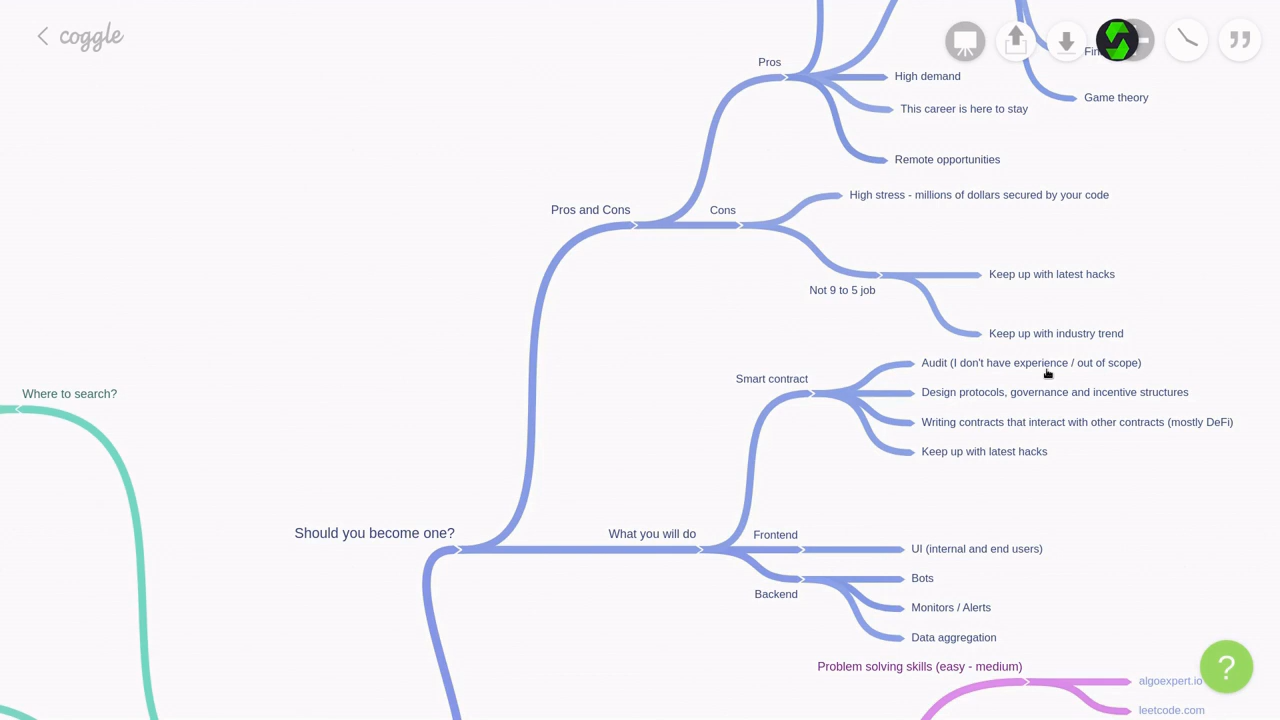 coggle
Pros
High demand
This career is here to stay
Game theory
Remote opportunities
Pros and Cons
Cons
High stress - millions of dollars secured by your code
Not 9 to 5 job
Keep up with latest hacks
Keep up with industry trend
Where to search?
Smart contract
Audit (I don't have experience / out of scope)
Design protocols, governance and incentive structures
Writing contracts that interact with other contracts (mostly DeFi)
Keep up with latest hacks
Should you become one?
What you will do
Frontend
UI (internal and end users)
Backend
Bots
Monitors / Alerts
Data aggregation
Problem solving skills (easy - medium)
algoexpert.io
leetcode.com
?